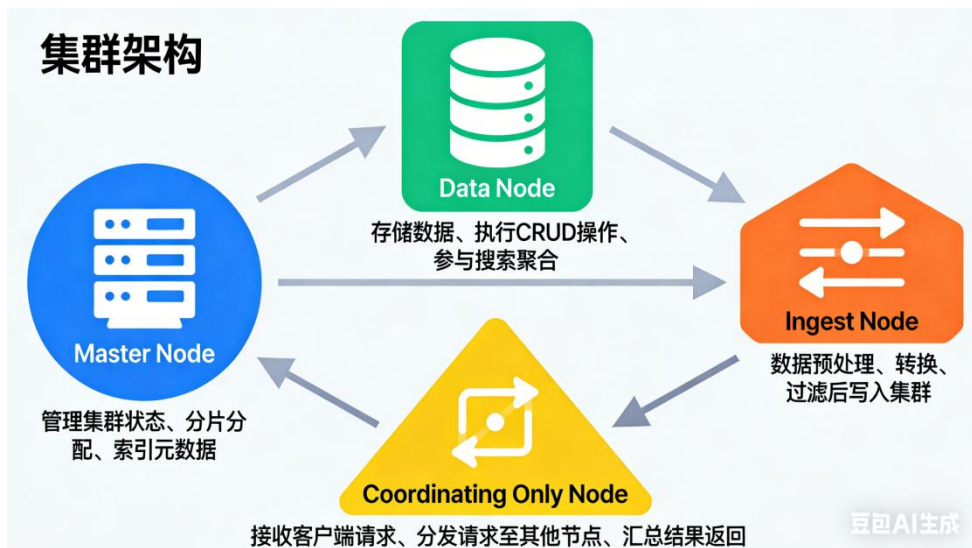 集群架构
Data Node
存储数据、执行CRUD操作、
参与搜索聚合
Master Node
管理集群状态、分片分
配、索引元数据
Ingest Node
数据预处理、转换、
过滤后写入集群
Coordinating Only Node
接收客户端请求、分发请求至其他节点、汇总结果返回
豆包AI生成